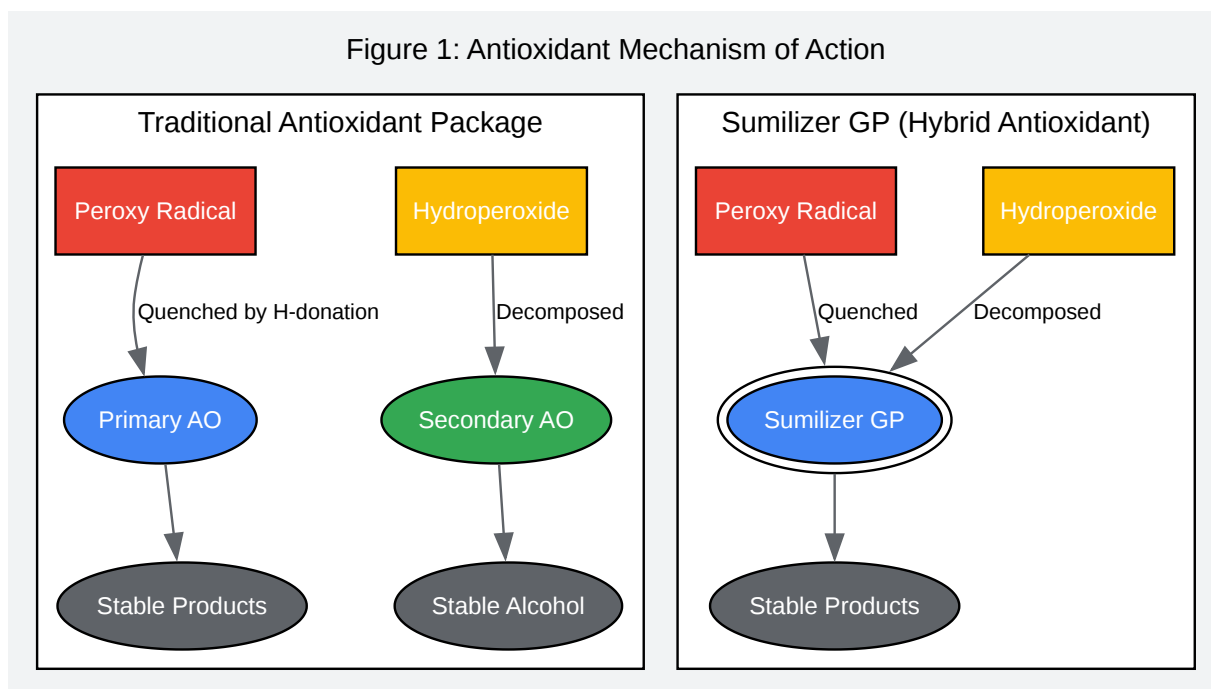 Figure 1: Antioxidant Mechanism of Action
Traditional Antioxidant Package
Peroxy Radical
Hydroperoxide
Quenched by H-donation
Decomposed
Primary AO
Secondary AO
Stable Products
Stable Alcohol
Sumilizer GP (Hybrid Antioxidant)
Peroxy Radical
Hydroperoxide
Quenched
Decomposed
Sumilizer GP
Stable Products